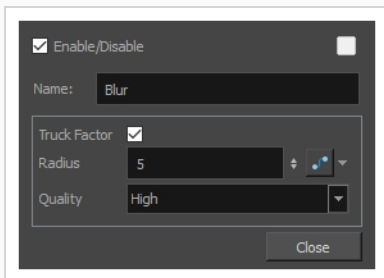 Enable/Disable
Name: Blur
Truck Factor
Radius 5
Quality High
Close